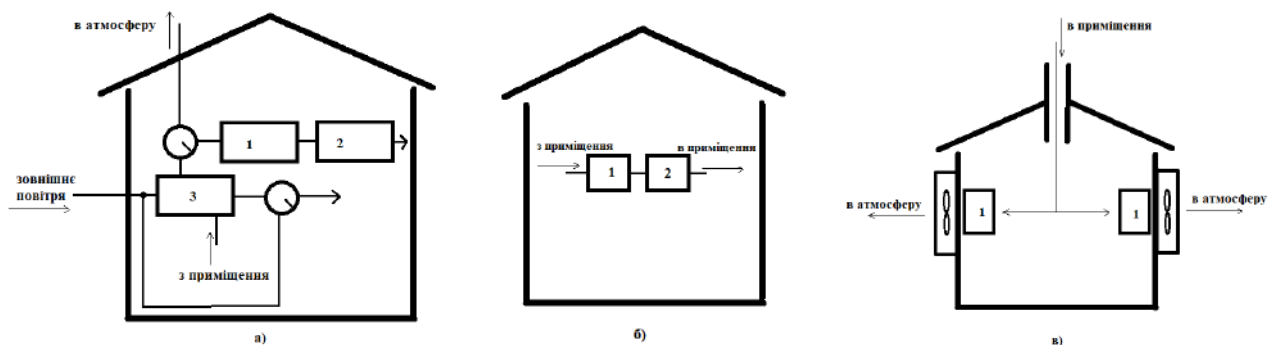 в атмосферу
1
2
зовнішнє
повітря
3
з приміщення
а)
з приміщення
в приміщення
1
2
б)
в приміщення
в атмосферу
1
1
в атмосферу
в)